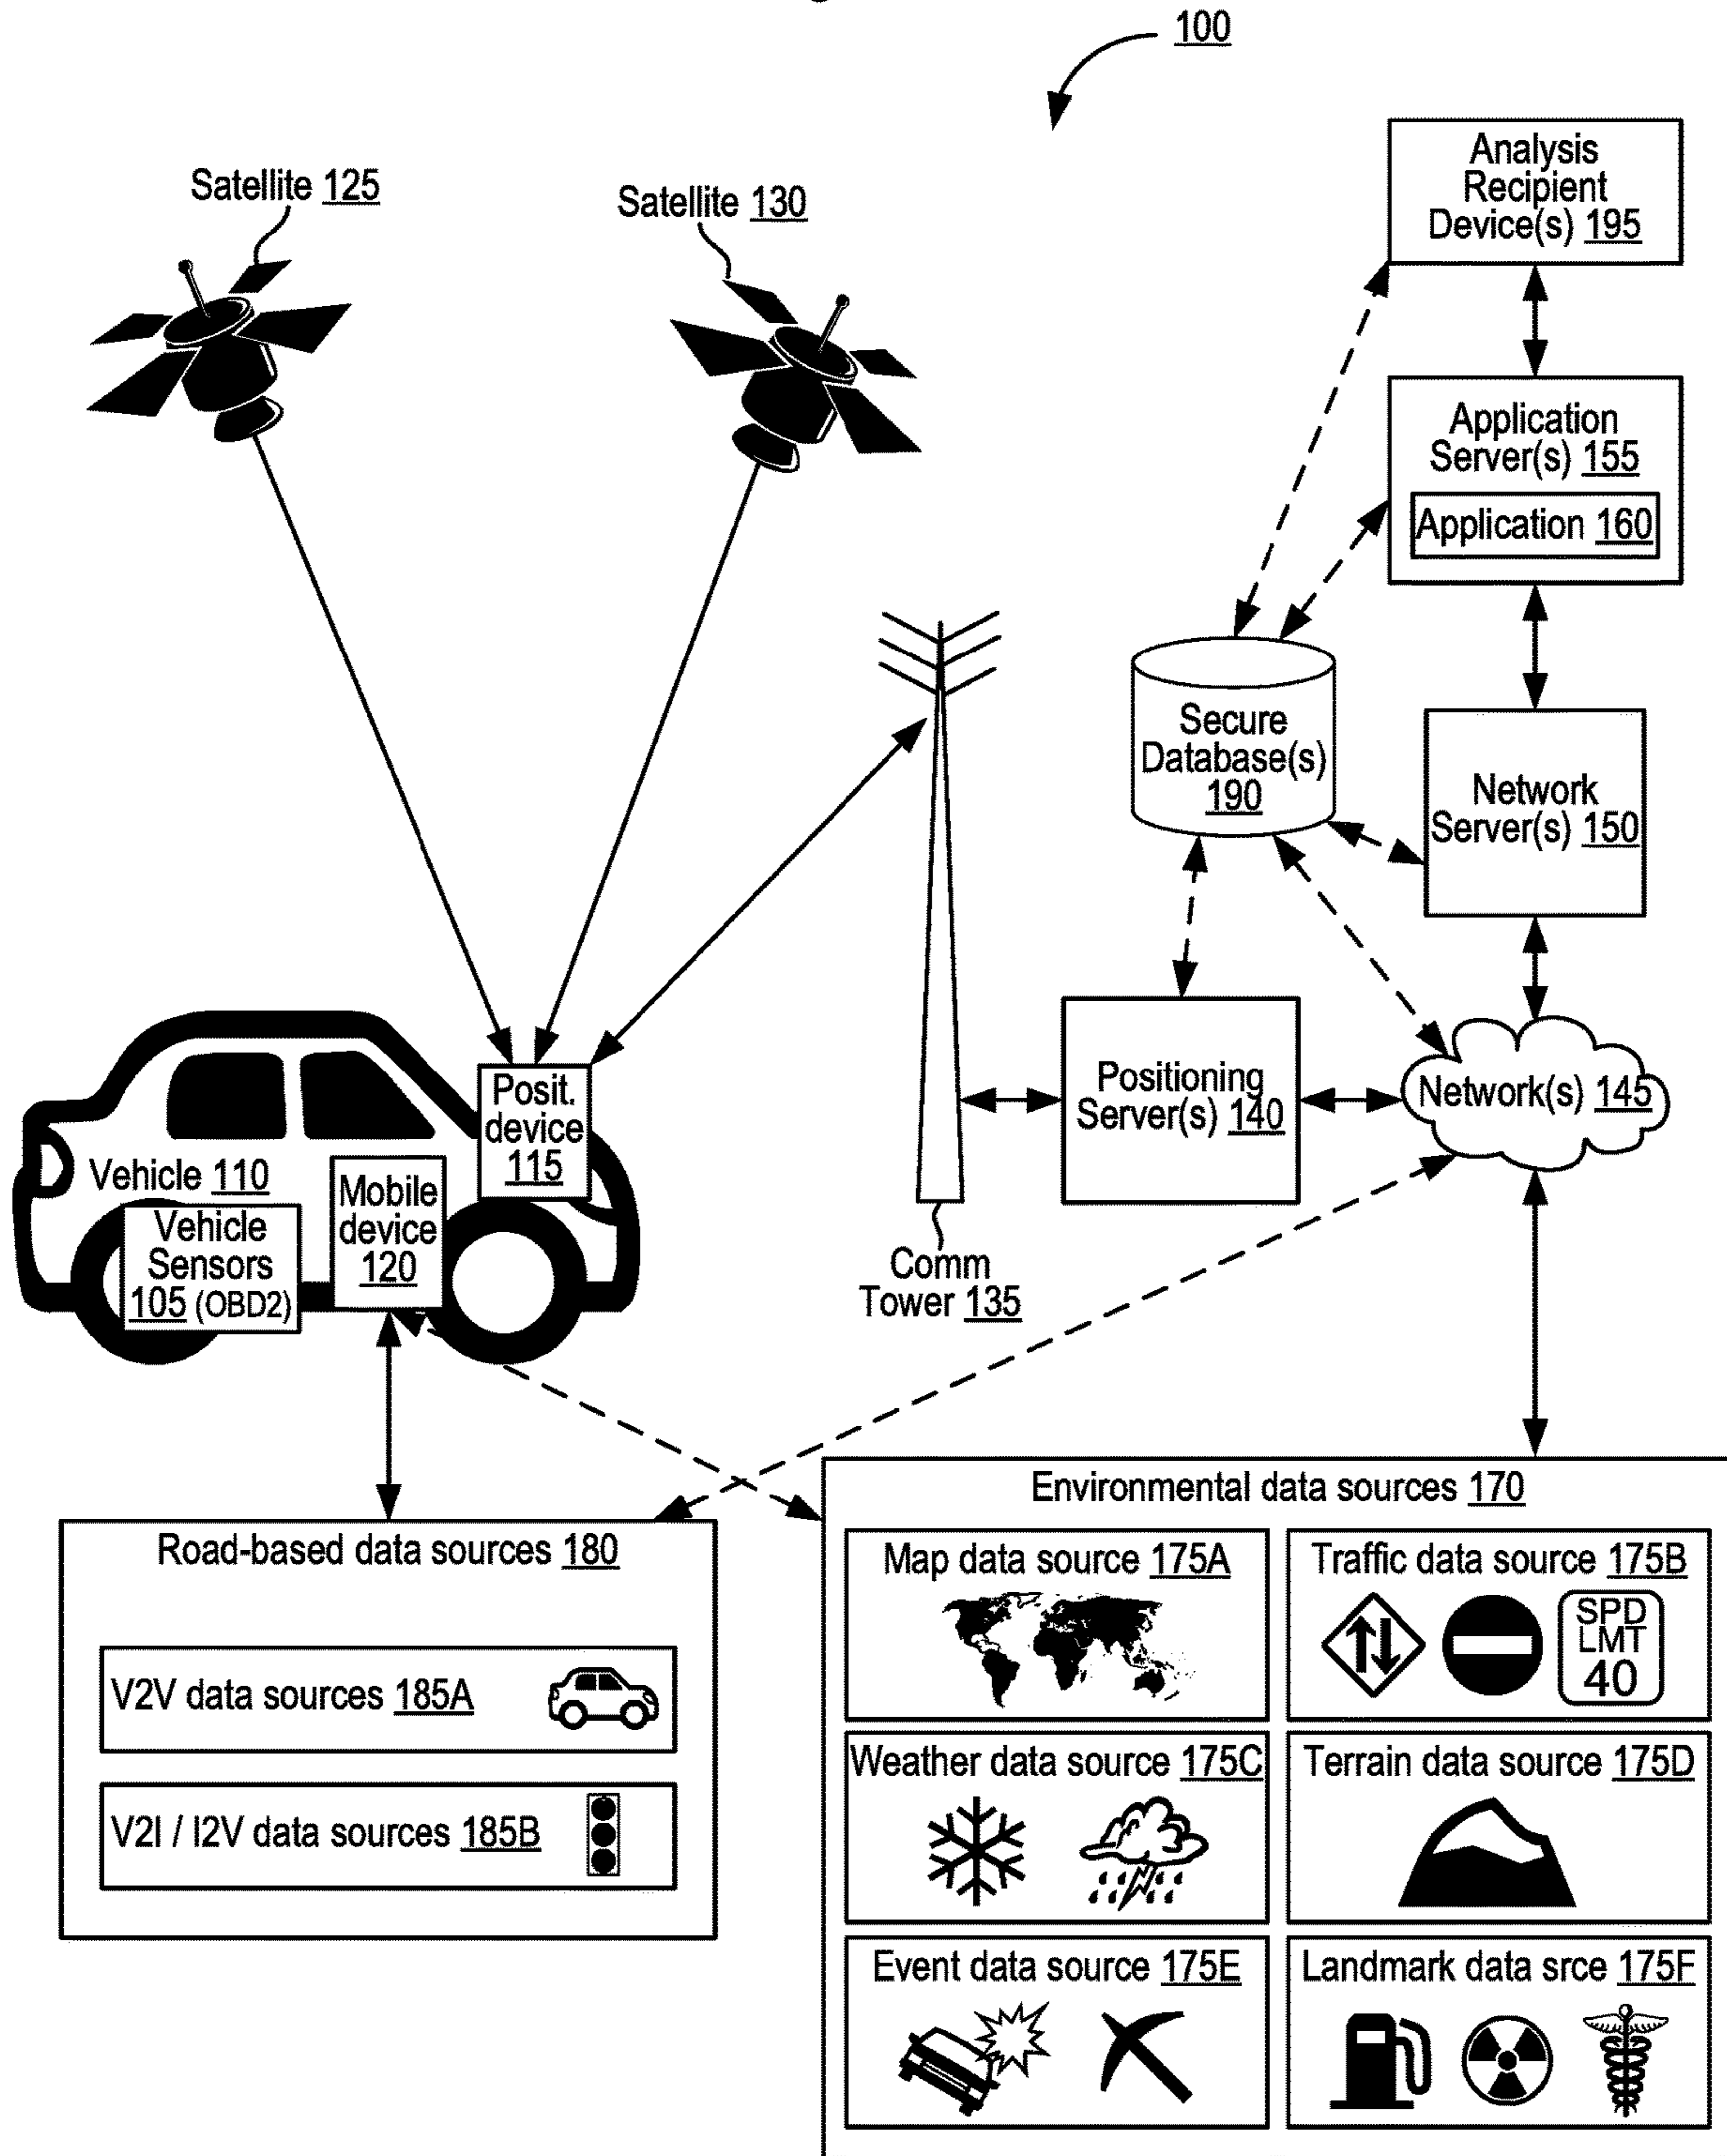 100
Satellite 125
Satellite 130
Analysis
Recipient
Device(s) 195
Application
Server(s) 155
Application 160
Secure
Database(s)
190
Network
Server(s) 150
Positioning
Server(s) 140
Network(s) 145
Posit.
device
115
Vehicle 110
Mobile
device
120
Vehicle
Sensors
105 (OBD2)
Comm
Tower 135
Road-based data sources 180
V2V data sources 185A
V2I / I2V data sources 185B
Environmental data sources 170
Map data source 175A
Traffic data source 175B
SPD
LMT
40
Weather data source 175C
Terrain data source 175D
Event data source 175E
Landmark data srce 175F